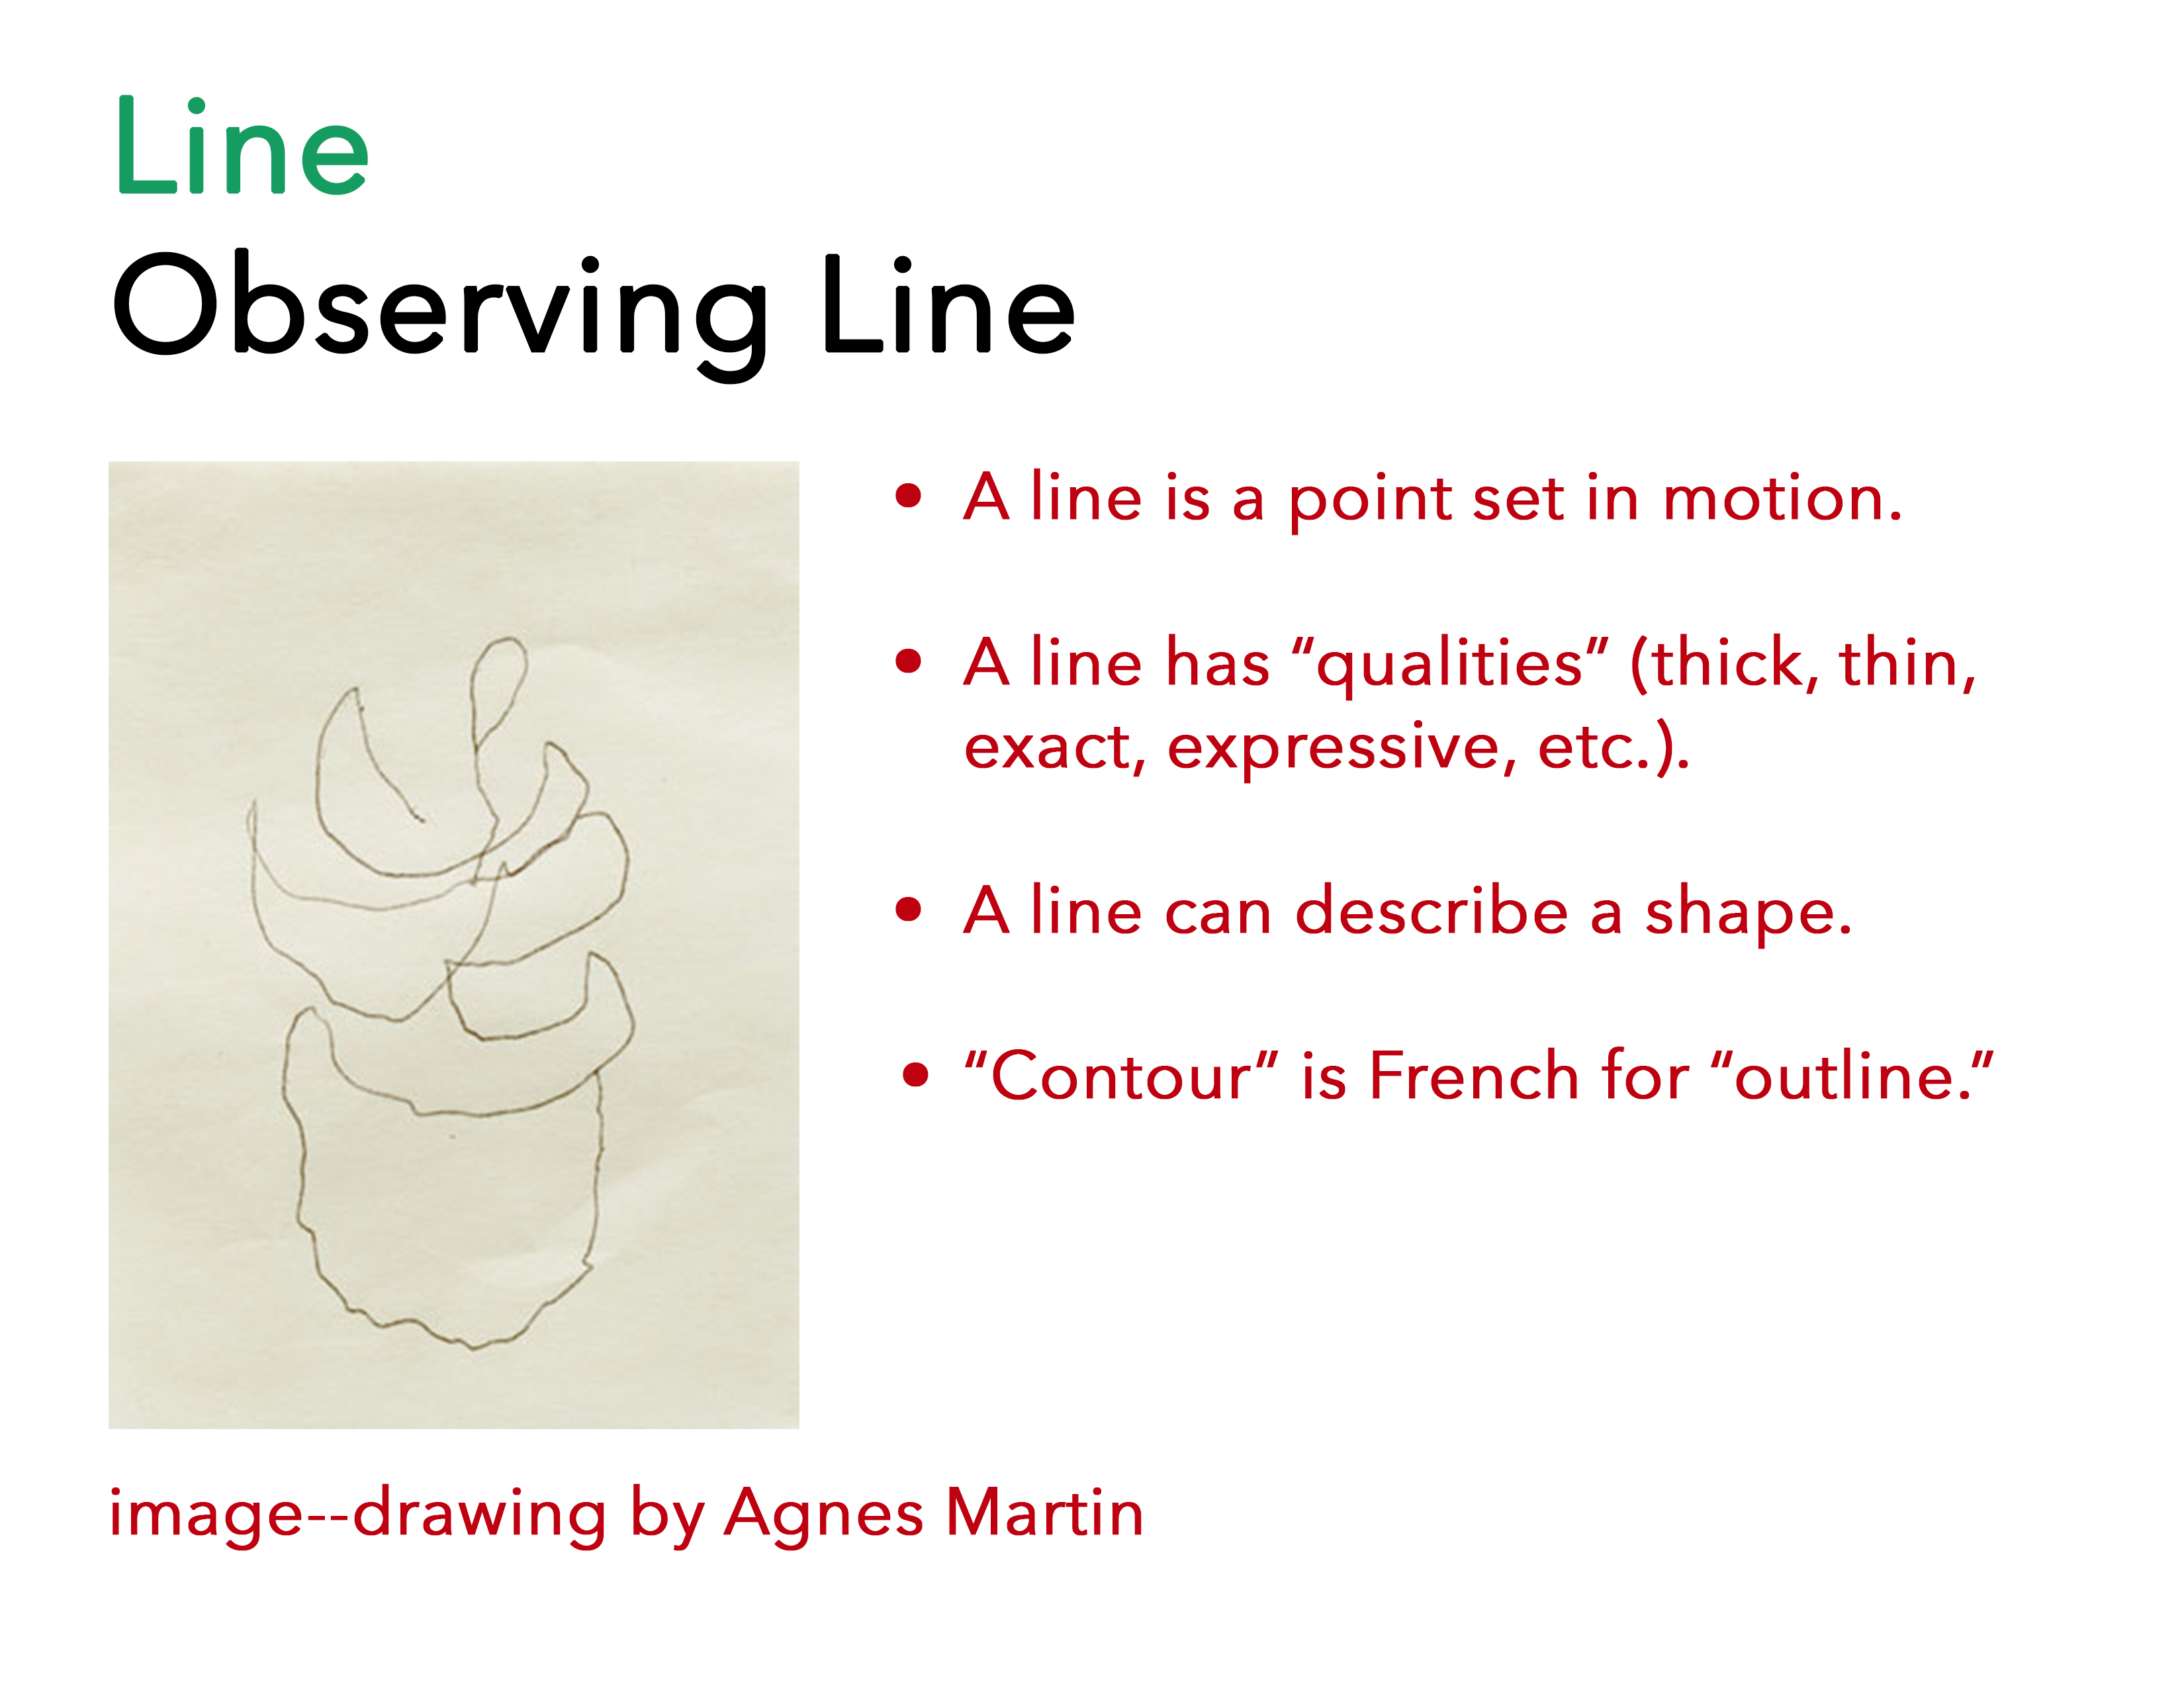 Line
Observing Line
• A line is a point set in motion.
• A line has “qualities” (thick, thin,
exact, expressive, etc.).
• A line can describe a shape.
• “Contour” is French for “outline.”
image--drawing by Agnes Martin